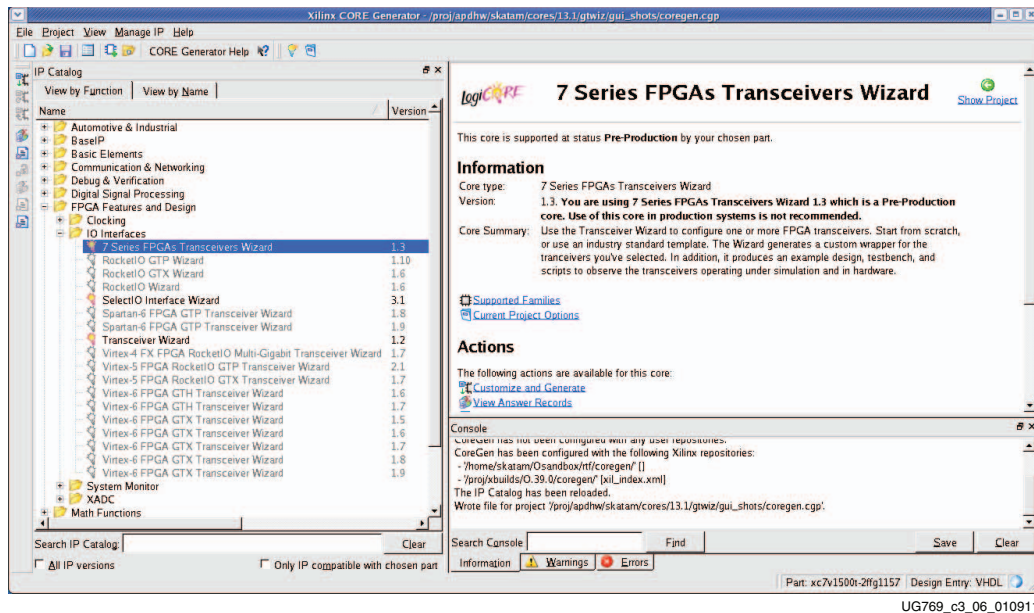 Xilinx CORE Generator - /proj/apdhw/skatam/cores/13.1/gtwiz/gui_shots/coregen.cgp
File Project View Manage IP Help
CORE Generator Help
IP Catalog
View by Function View by Name
Name Version
Automotive & Industrial
BaseIP
Basic Elements
Communication & Networking
Debug & Verification
Digital Signal Processing
FPGA Features and Design
Clocking
IO Interfaces
7 Series FPGAs Transceivers Wizard 1.3
RocketIO GTP Wizard 1.10
RocketIO GTX Wizard 1.6
RocketIO Wizard 1.6
SelectIO Interface Wizard 3.1
Spartan-6 FPGA GTP Transceiver Wizard 1.8
Spartan-6 FPGA GTP Transceiver Wizard 1.9
Transceiver Wizard 1.2
Virtex-4 FX FPGA RocketIO Multi-Gigabit Transceiver Wizard 1.7
Virtex-5 FPGA RocketIO GTP Transceiver Wizard 2.1
Virtex-5 FPGA RocketIO GTX Transceiver Wizard 1.7
Virtex-6 FPGA GTH Transceiver Wizard 1.6
Virtex-6 FPGA GTH Transceiver Wizard 1.7
Virtex-6 FPGA GTX Transceiver Wizard 1.5
Virtex-6 FPGA GTX Transceiver Wizard 1.6
Virtex-6 FPGA GTX Transceiver Wizard 1.7
Virtex-6 FPGA GTX Transceiver Wizard 1.8
Virtex-6 FPGA GTX Transceiver Wizard 1.9
System Monitor
XADC
Math Functions
Search IP Catalog: Clear
All IP versions Only IP compatible with chosen part
LogiCORE 7 Series FPGAs Transceivers Wizard Show Project
This core is supported at status Pre-Production by your chosen part.
Information
Core type: 7 Series FPGAs Transceivers Wizard
Version: 1.3. You are using 7 Series FPGAs Transceivers Wizard 1.3 which is a Pre-Production
core. Use of this core in production systems is not recommended.
Core Summary: Use the Transceiver Wizard to configure one or more FPGA transceivers. Start from scratch,
or use an industry standard template. The Wizard generates a custom wrapper for the
tranceivers you've selected. In addition, it produces an example design, testbench, and
scripts to observe the transceivers operating under simulation and in hardware.
Supported Families
Current Project Options
Actions
The following actions are available for this core:
Customize and Generate
View Answer Records
Console
CoreGen has not been configured with any user repositories.
CoreGen has been configured with the following Xilinx repositories:
- '/home/skatam/Osandbox/rtf/coregen/' []
- '/proj/xbuilds/O.39.0/coregen/' [xil_index.xml]
The IP Catalog has been reloaded.
Wrote file for project '/proj/apdhw/skatam/cores/13.1/gtwiz/gui_shots/coregen.cgp'.
Search Console Find Save Clear
Information Warnings Errors
Part: xc7v1500t-2ffg1157 Design Entry: VHDL
UG769_c3_06_010911